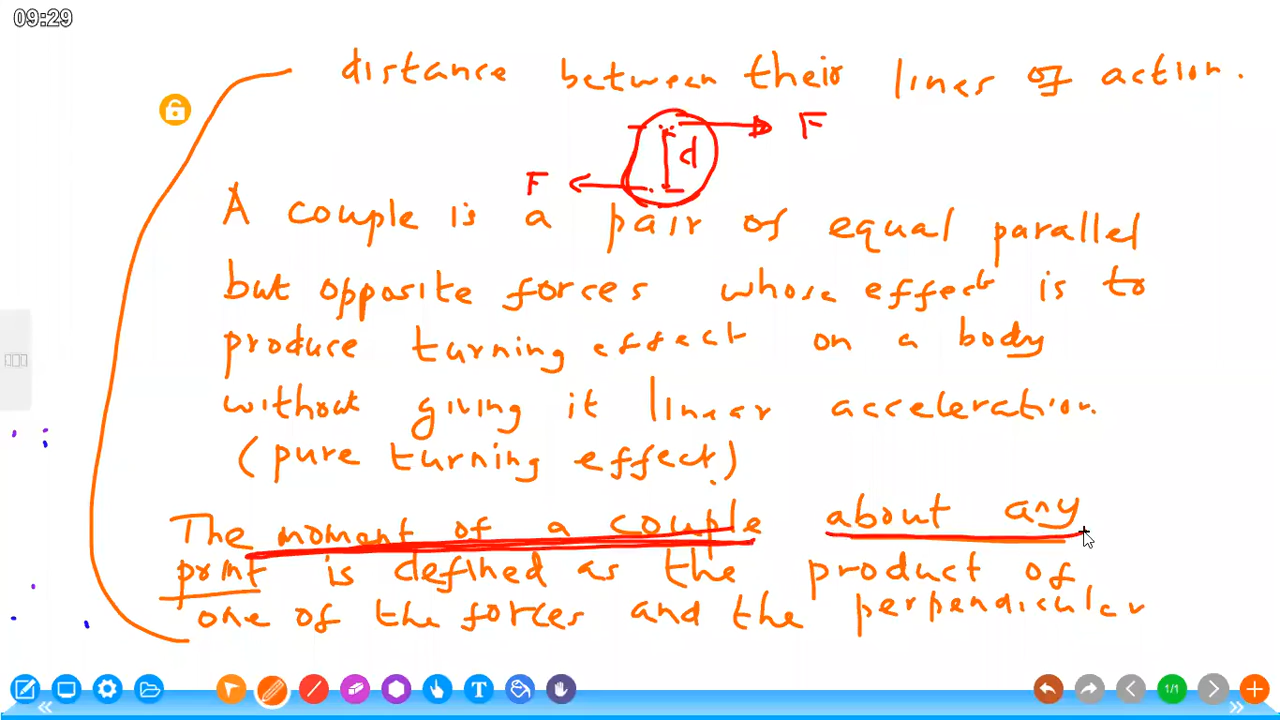 09:29
distance between their lines of action.
F
d
F
A couple is a pair of equal parallel
but opposite forces whose effect is to
produce turning effect on a body
without giving it linear acceleration.
(pure turning effect)
The moment of a couple about any
point is defined as the product of
one of the forces and the perpendicular
T
1/1